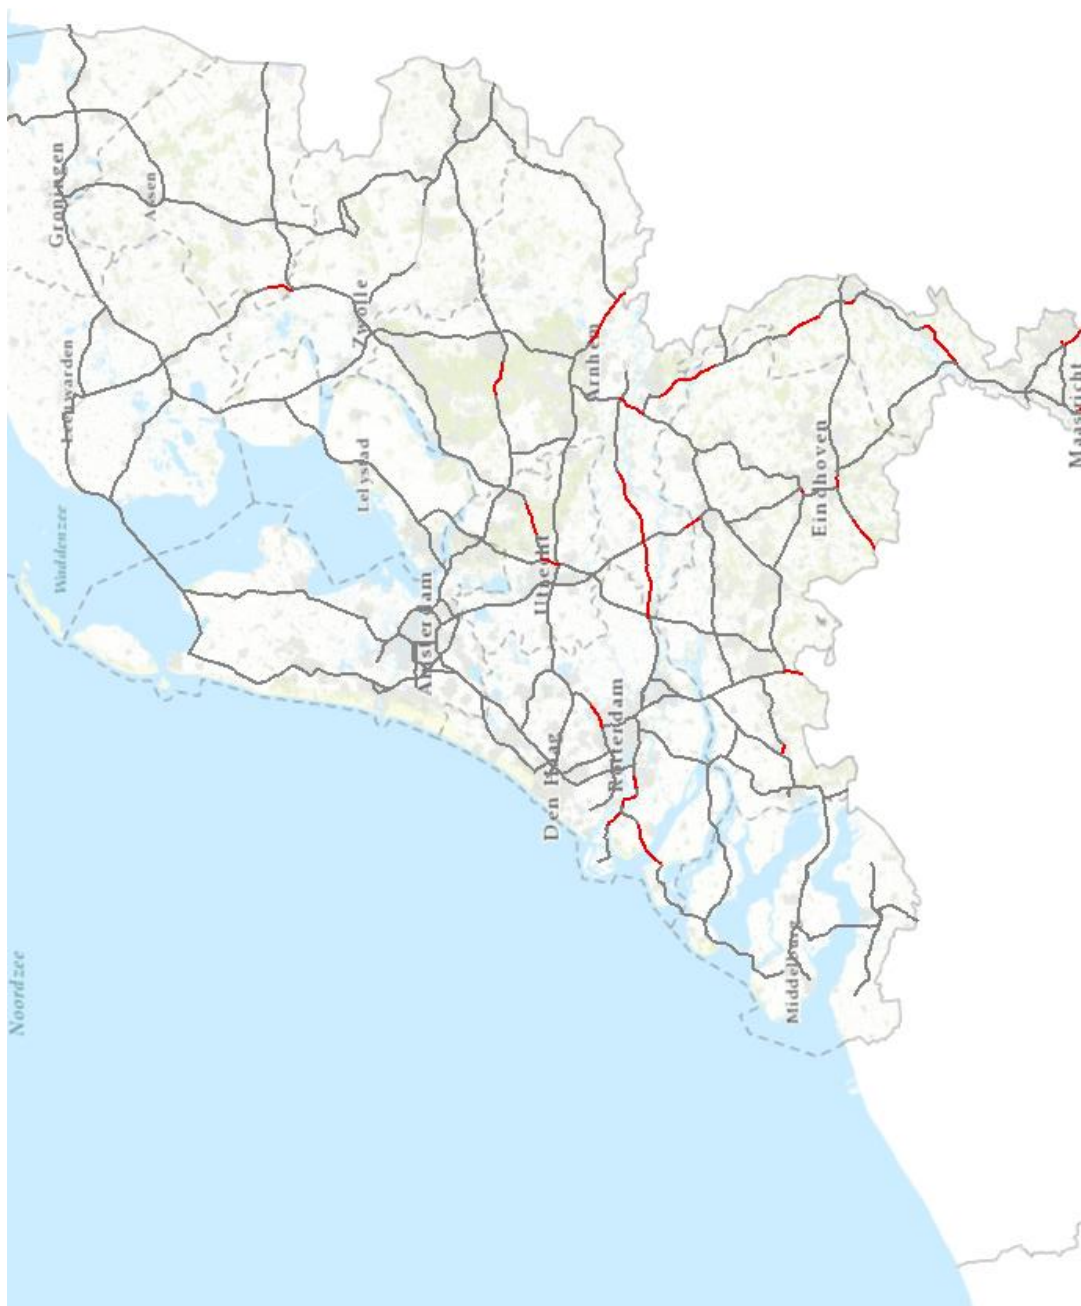 Groningen
Assen
Leeuwarden
Waddenzee
Noordzee
Zwolle
Lelystad
Amsterdam
Utrecht
Arnhem
Den Haag
Rotterdam
Eindhoven
Middelburg
Maastricht